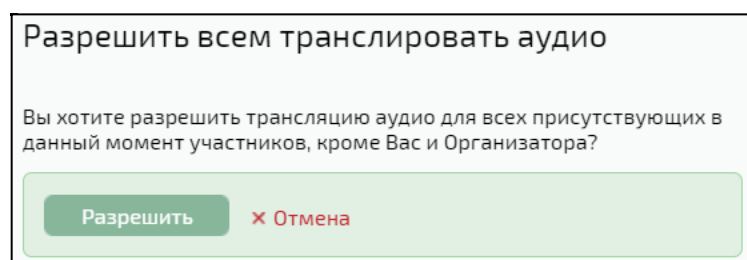 Разрешить всем транслировать аудио
Вы хотите разрешить трансляцию аудио для всех присутствующих в
данный момент участников, кроме Вас и Организатора?
Разрешить × Отмена